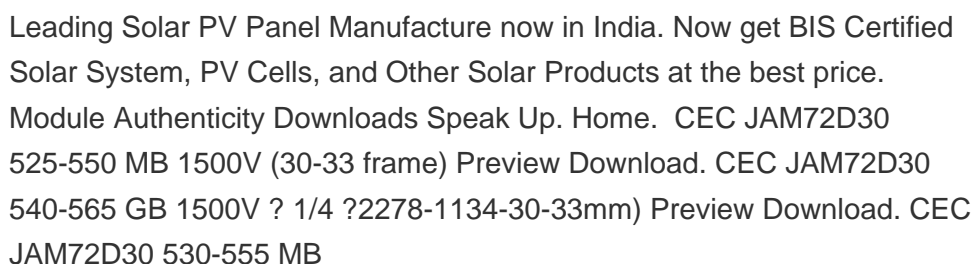 Leading Solar PV Panel Manufacture now in India. Now get BIS Certified
Solar System, PV Cells, and Other Solar Products at the best price.
Module Authenticity Downloads Speak Up. Home.  CEC JAM72D30
525-550 MB 1500V (30-33 frame) Preview Download. CEC JAM72D30
540-565 GB 1500V ? 1/4 ?2278-1134-30-33mm) Preview Download. CEC
JAM72D30 530-555 MB